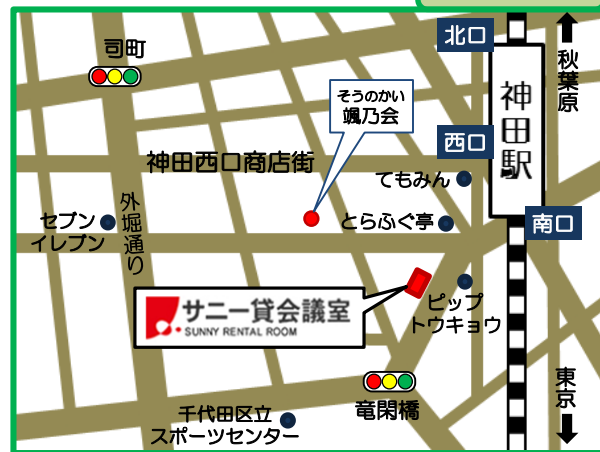 北口
司町
秋葉原
神田駅
そうのかい
颯乃会
西口
神田西口商店街
てもみん
外堀通り
セブン
イレブン
とらふぐ亭
南口
サニー貸会議室
SUNNY RENTAL ROOM
ピップ
トウキョウ
東京
竜閑橋
千代田区立
スポーツセンター